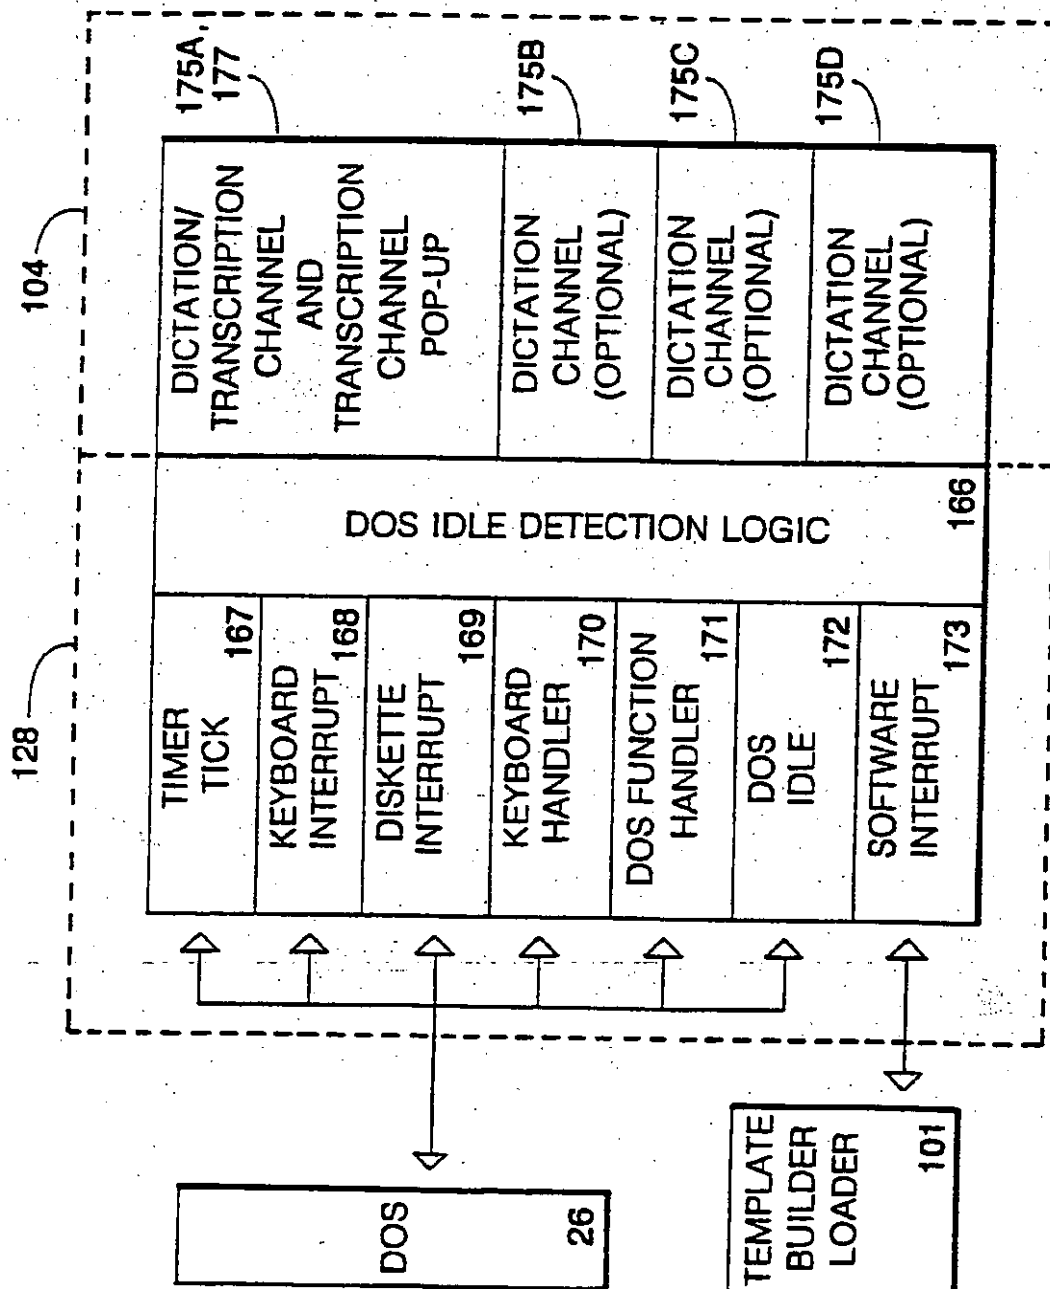 104
175A,
177
DICTATION/
TRANSCRIPTION
CHANNEL
AND
TRANSCRIPTION
CHANNEL
POP-UP
175B
DICTATION
CHANNEL
(OPTIONAL)
175C
DICTATION
CHANNEL
(OPTIONAL)
175D
DICTATION
CHANNEL
(OPTIONAL)
128
DOS IDLE DETECTION LOGIC
166
TIMER
TICK
167
KEYBOARD
INTERRUPT
168
DISKETTE
INTERRUPT
169
KEYBOARD
HANDLER
170
DOS FUNCTION
HANDLER
171
DOS
IDLE
172
SOFTWARE
INTERRUPT
173
DOS
26
TEMPLATE
BUILDER
LOADER
101